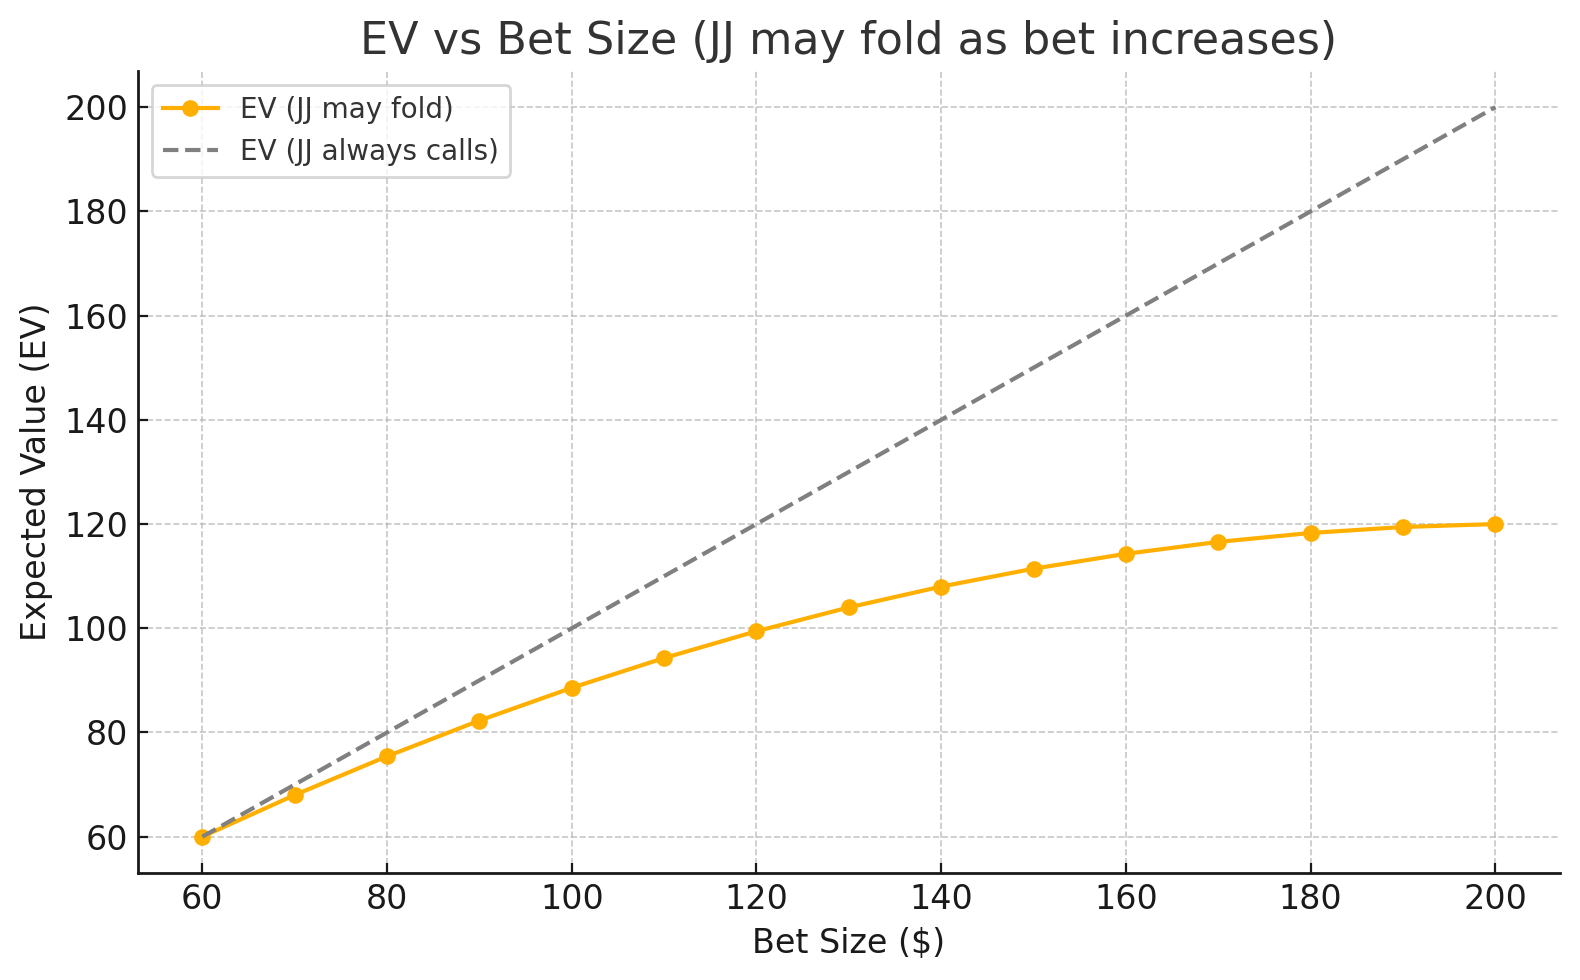 EV vs Bet Size (JJ may fold as bet increases)
EV (JJ may fold)
EV (JJ always calls)
Expected Value (EV)
200
180
160
140
120
100
80
60
60 80 100 120 140 160 180 200
Bet Size ($)